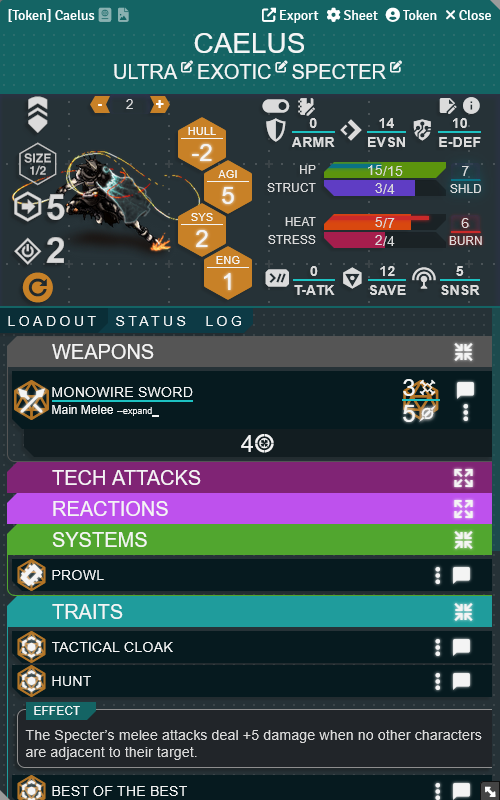 [Token] Caelus Export Sheet Token Close
CAELUS
ULTRA EXOTIC SPECTER
- 2 +
SIZE
1/2
5
2
HULL
-2
AGI
5
SYS
2
ENG
1
0 14 10
ARMR EVSN E-DEF
HP 15/15 7
STRUCT 3/4 SHLD
HEAT 5/7 6
STRESS 2/4 BURN
0 12 5
T-ATK SAVE SNSR
LOADOUT STATUS LOG
WEAPONS
MONOWIRE SWORD 3
Main Melee --expand_ 5
4
TECH ATTACKS
REACTIONS
SYSTEMS
PROWL
TRAITS
TACTICAL CLOAK
HUNT
EFFECT
The Specter's melee attacks deal +5 damage when no other characters
are adjacent to their target.
BEST OF THE BEST